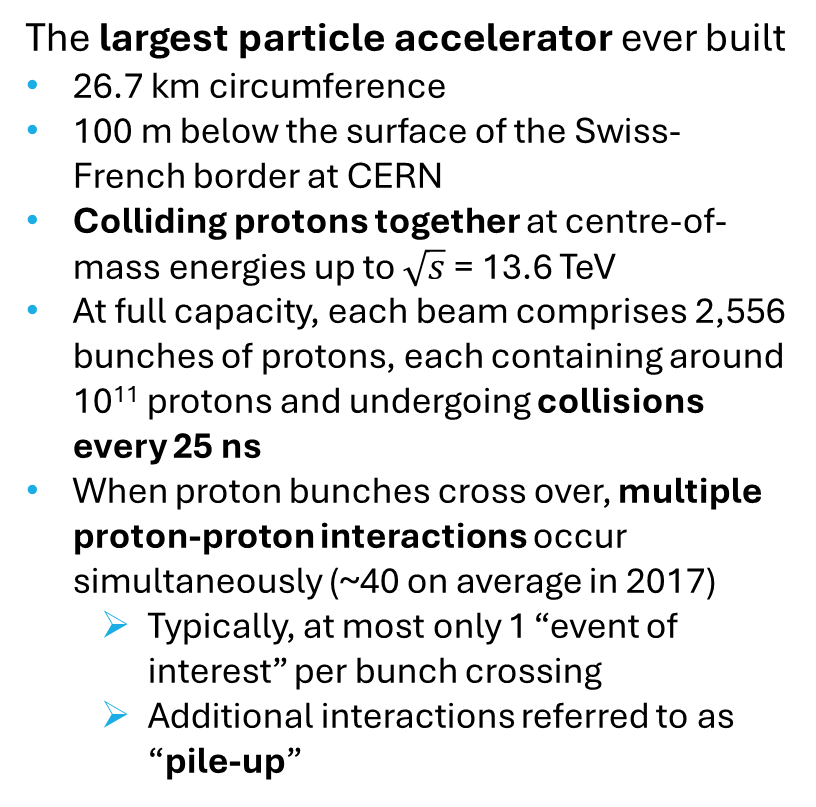 The largest particle accelerator ever built
• 26.7 km circumference
• 100 m below the surface of the Swiss-
French border at CERN
• Colliding protons together at centre-of-
mass energies up to √s = 13.6 TeV
• At full capacity, each beam comprises 2,556
bunches of protons, each containing around
10¹¹ protons and undergoing collisions
every 25 ns
• When proton bunches cross over, multiple
proton-proton interactions occur
simultaneously (~40 on average in 2017)
➢ Typically, at most only 1 “event of
interest” per bunch crossing
➢ Additional interactions referred to as
“pile-up”